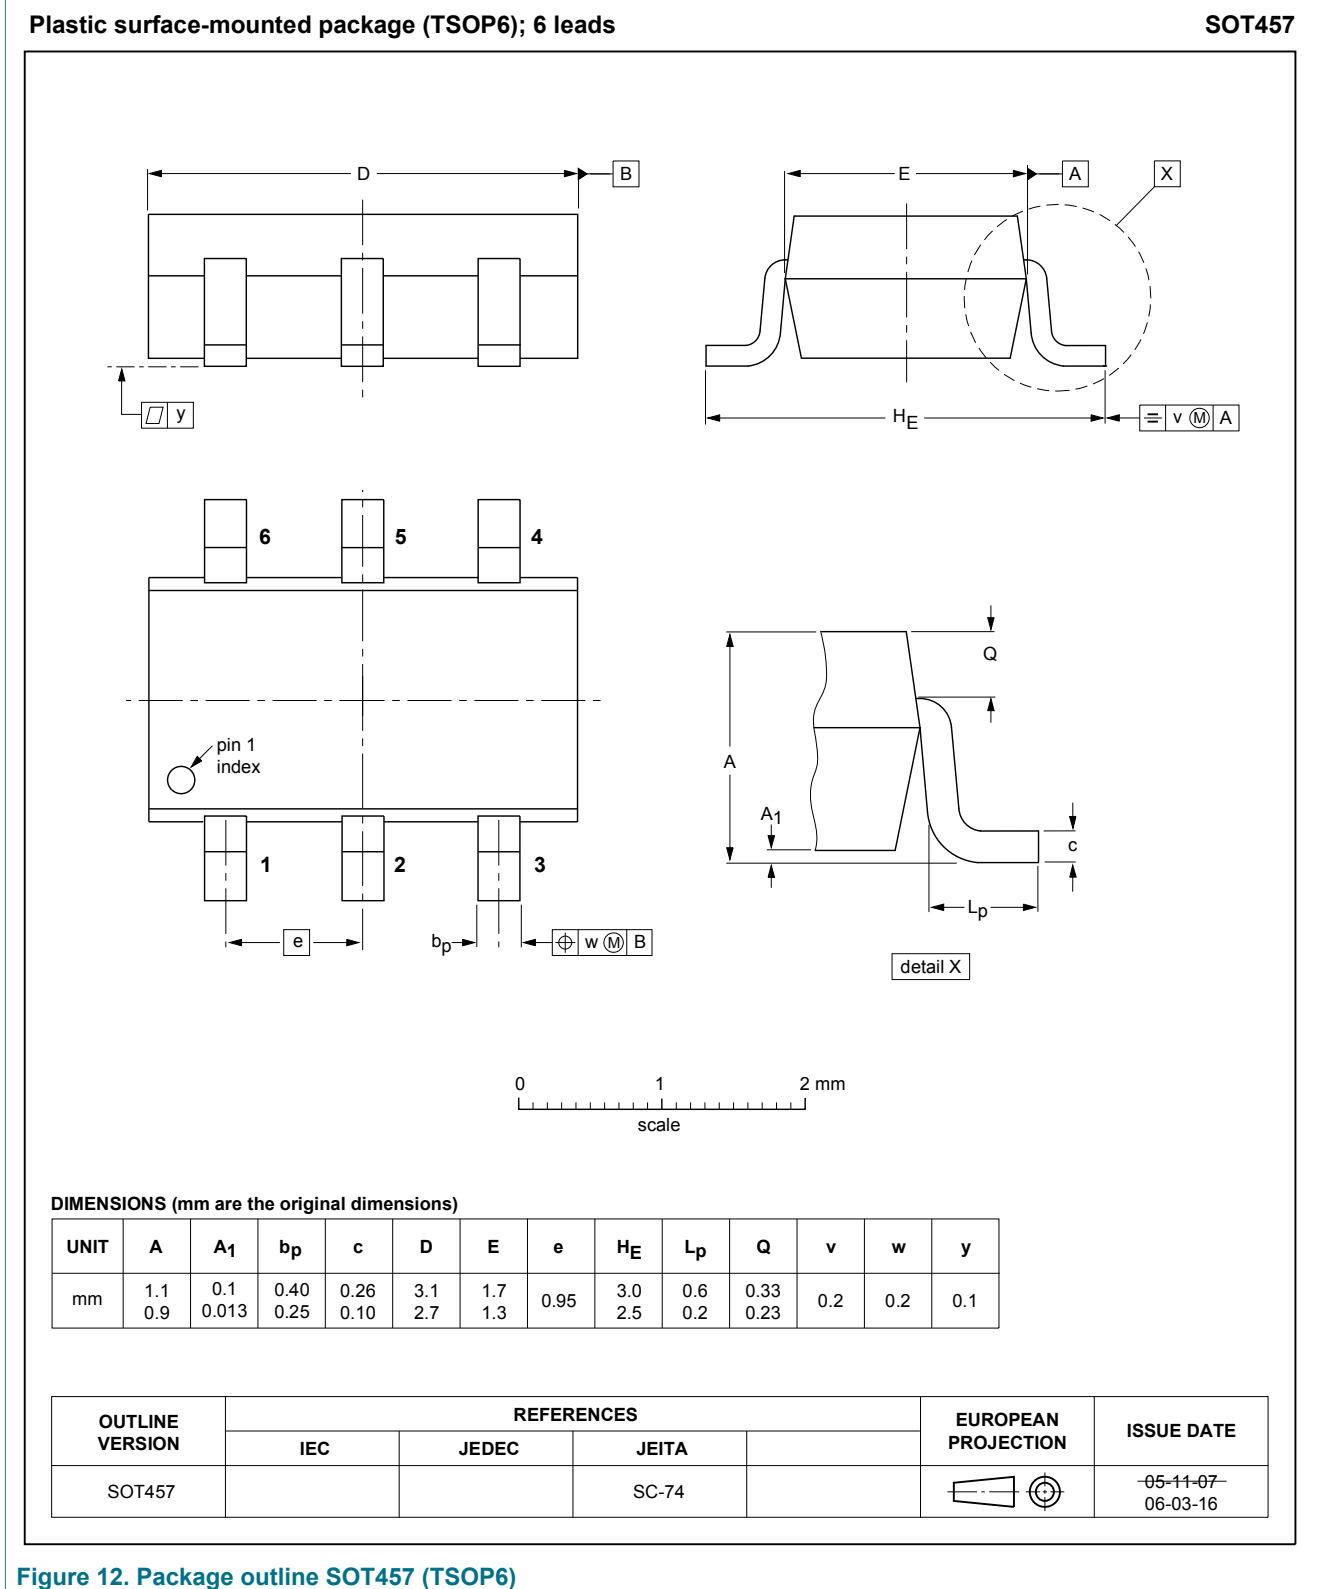 Plastic surface-mounted package (TSOP6); 6 leads SOT457
D B E A X
y
HE v M A
6 5 4
pin 1
index
1 2 3
e bp w M B
Q
A
A1
c
Lp
detail X
0 1 2 mm
scale
DIMENSIONS (mm are the original dimensions)
UNIT A A1 bp c D E e HE Lp Q v w y
mm 1.1 0.1 0.40 0.26 3.1 1.7 0.95 3.0 0.6 0.33 0.2 0.2 0.1
0.9 0.013 0.25 0.10 2.7 1.3 2.5 0.2 0.23
OUTLINE VERSION REFERENCES EUROPEAN PROJECTION ISSUE DATE
IEC JEDEC JEITA
SOT457 SC-74 05-11-07
06-03-16
Figure 12. Package outline SOT457 (TSOP6)